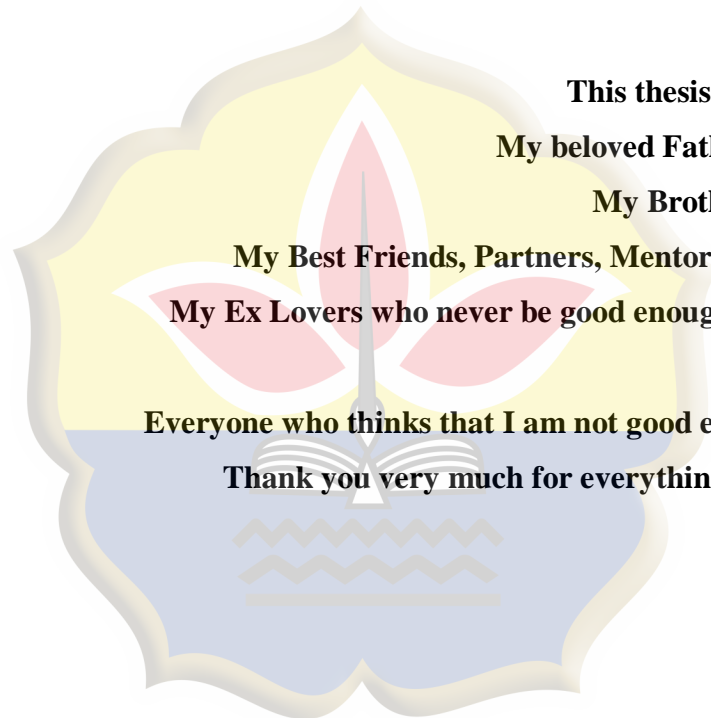 This thesis
My beloved Fat
My Brot
My Best Friends, Partners, Mentor
My Ex Lovers who never be good enoug
Everyone who thinks that I am not good e
Thank you very much for everythin